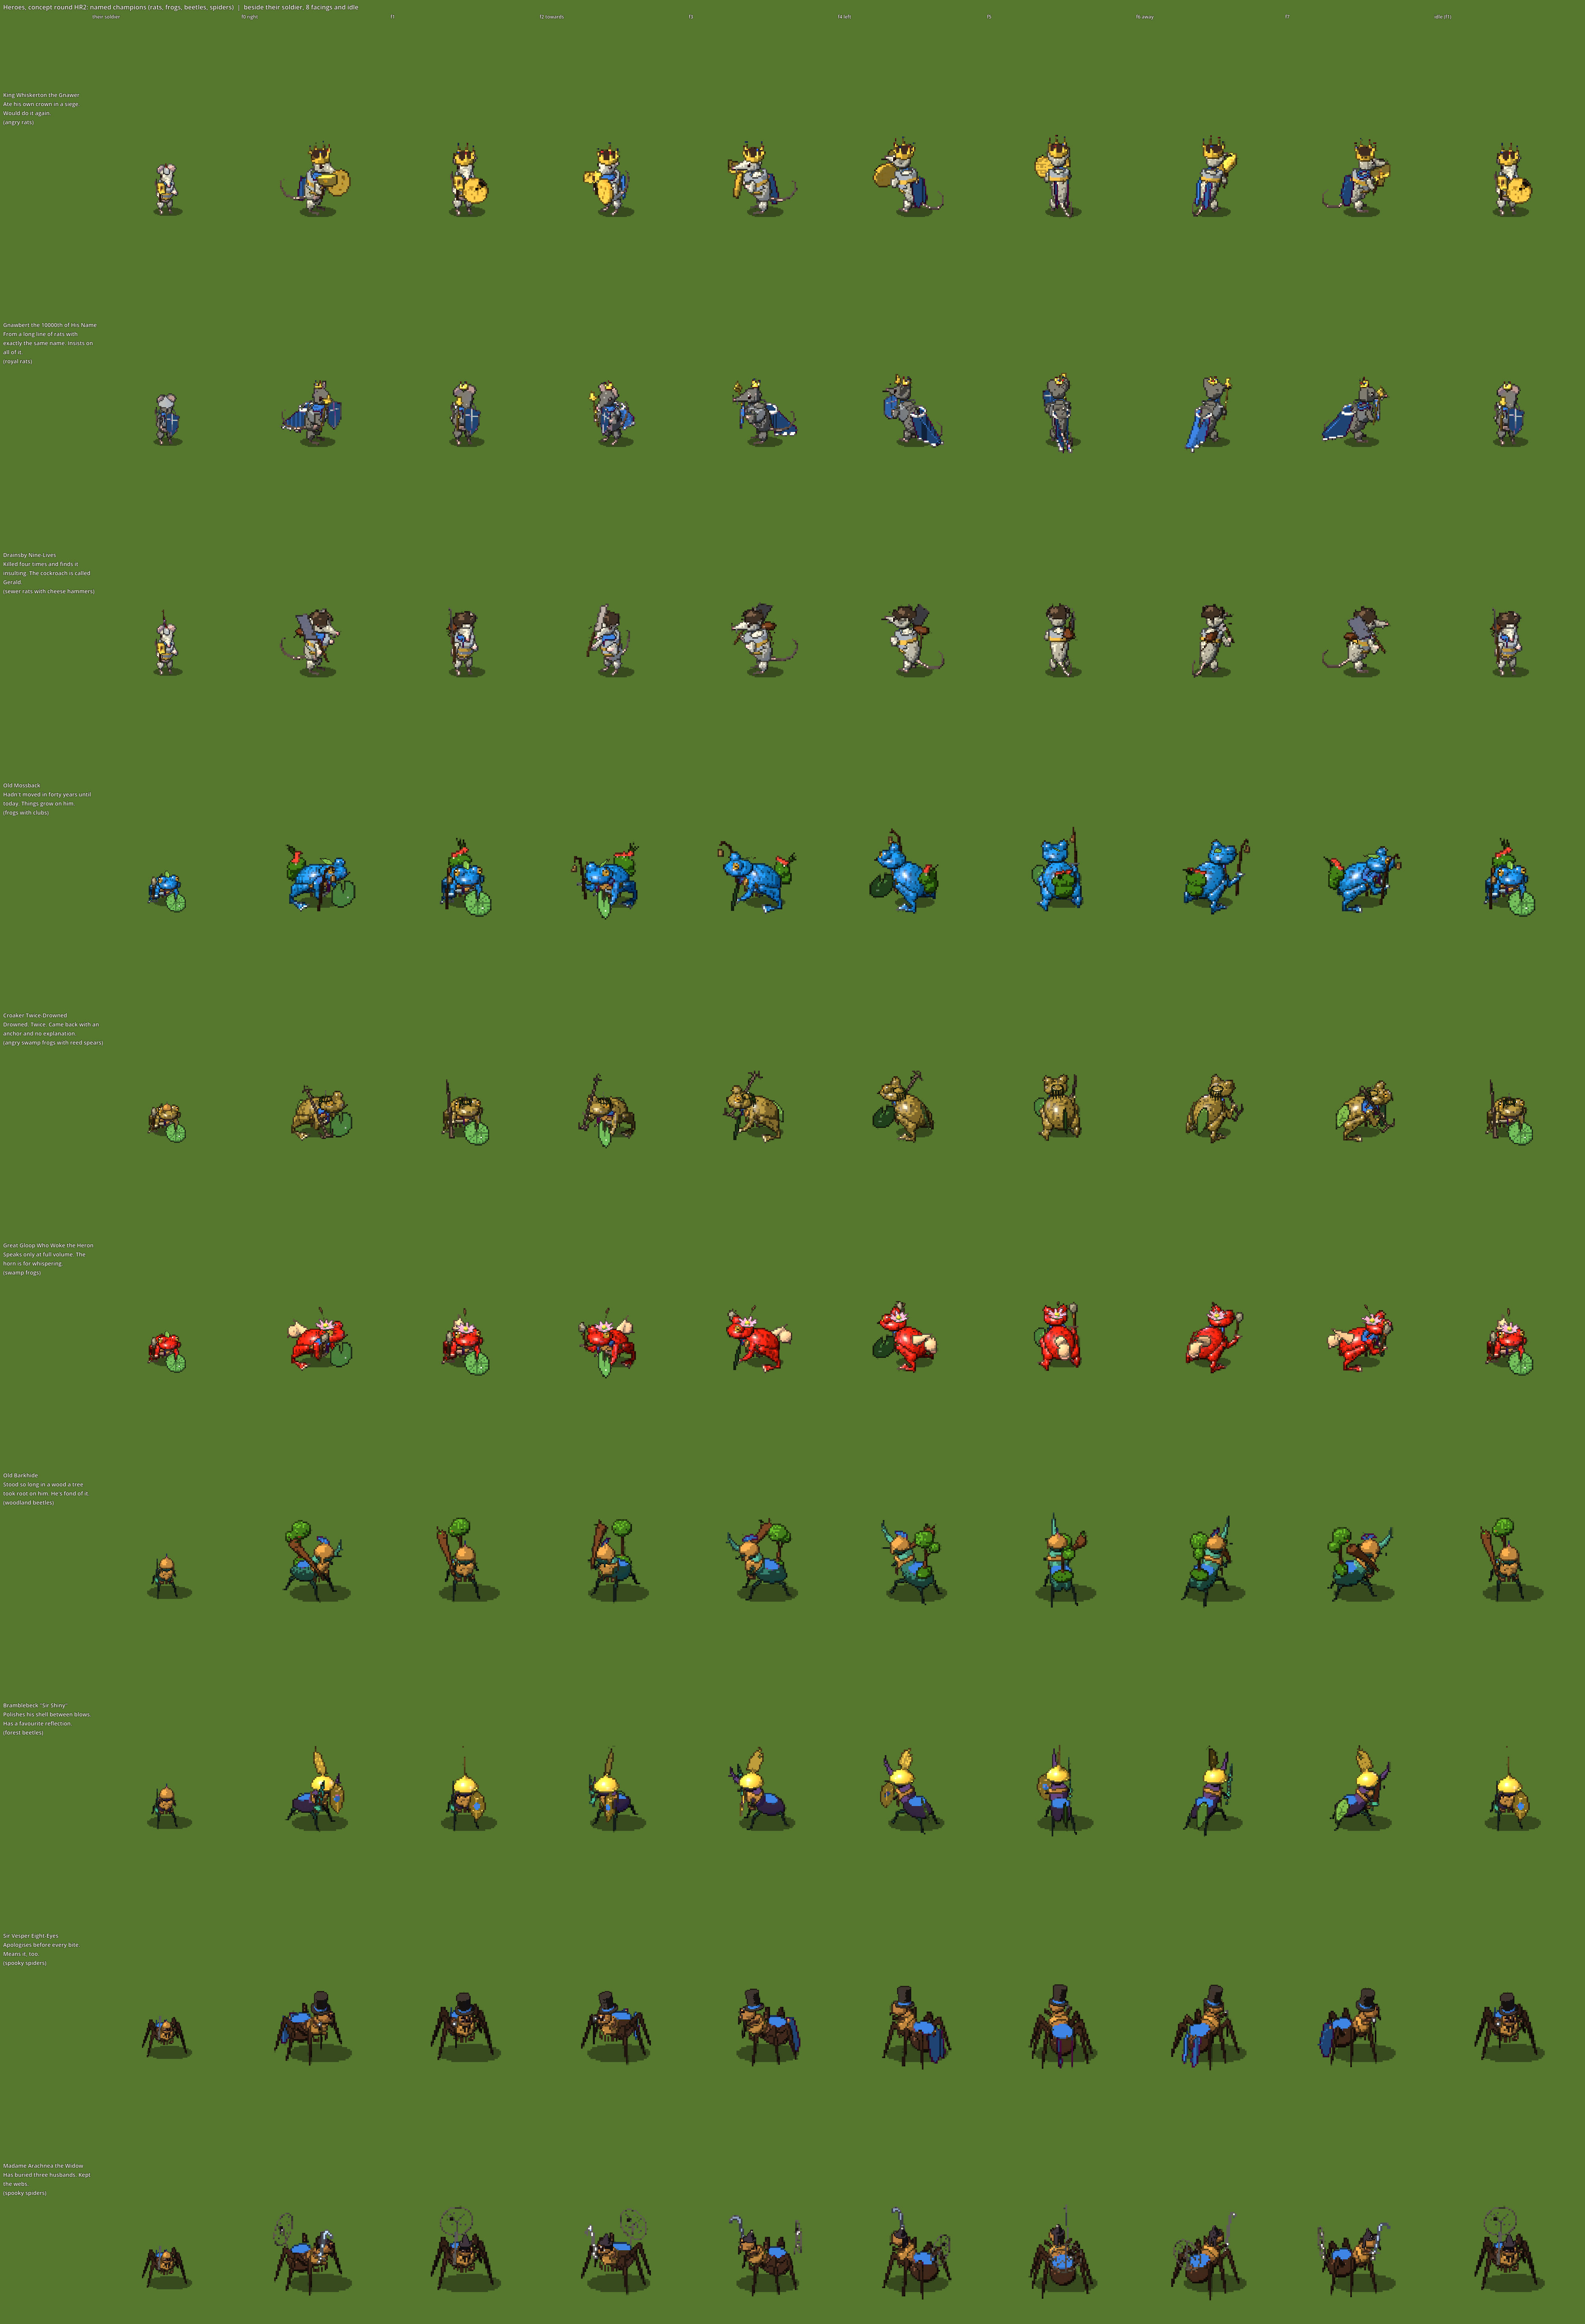 Heroes, concept round HR2: named champions (rats, frogs, beetles, spiders) | beside their soldier, 8 facings and idle
their soldier f0 right f1 f2 towards f3 f4 left f5 f6 away f7 idle (f1)
King Whiskerton the Gnawer
Ate his own crown in a siege.
Would do it again.
(angry rats)
Gnawbert the 10000th of His Name
From a long line of rats with
exactly the same name. Insists on
all of it.
(royal rats)
Drainsby Nine Lives
Killed four times and finds it
insulting. The cockroach is called
Gerald.
(sewer rats with cheese hammers)
Old Mossback
Hadn't moved in forty years until
today. Things grow on him.
(frogs with clubs)
Croaker Twice-Drowned
Drowned. Twice. Came back with an
anchor and no explanation.
(angry swamp frogs with reed spears)
Great Gloop Who Woke the Heron
Speaks only at full volume. The
horn is for whispering.
(swamp frogs)
Old Barkhide
Stood so long in a wood a tree
took root on him. He's fond of it.
(woodland beetles)
Bramblebeck "Sir Shiny"
Polishes his shell between blows.
Has a favourite reflection.
(forest beetles)
Sir Vesper Eight-Eyes
Apologises before every bite.
Means it, too.
(spooky spiders)
Madame Arachnea the Widow
Has buried three husbands. Kept
the webs.
(spooky spiders)